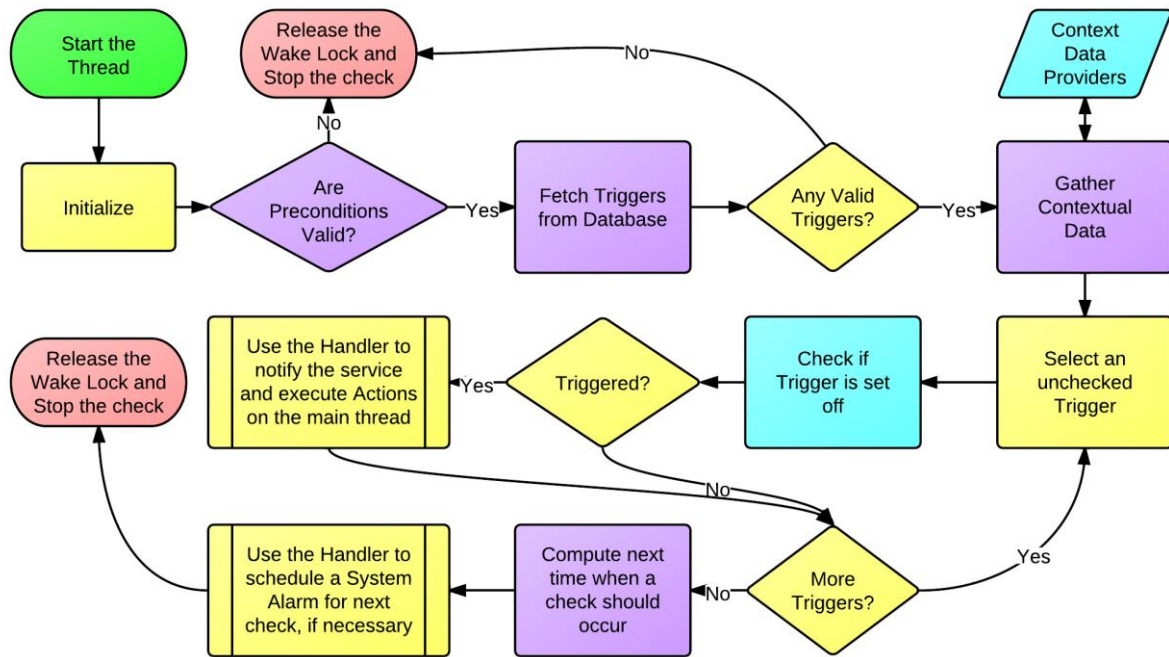 Start the
Thread
Release the
Wake Lock and
Stop the check
No
Context
Data
Providers
No
Initialize
Are
Preconditions
Valid?
Yes
Fetch Triggers
from Database
Any Valid
Triggers?
Yes
Gather
Contextual
Data
Release the
Wake Lock and
Stop the check
Use the Handler to
notify the service
and execute Actions
on the main thread
Yes
Triggered?
Check if
Trigger is set
off
Select an
unchecked
Trigger
No
Use the Handler to
schedule a System
Alarm for next
check, if necessary
Compute next
time when a
check should
occur
No
More
Triggers?
Yes